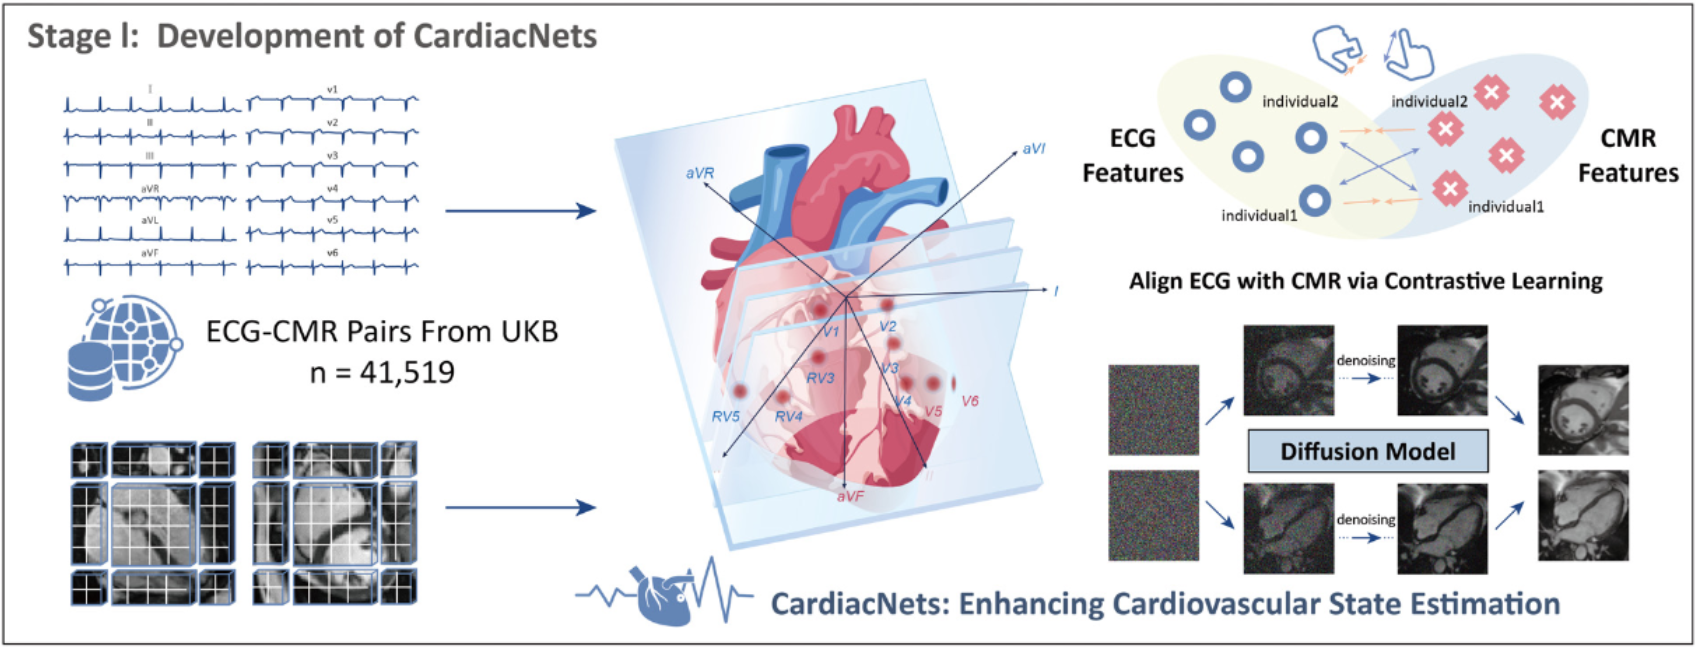 Stage l: Development of CardiacNets
I
II
III
aVR
aVL
aVF
v1
v2
v3
v4
v5
v6
ECG-CMR Pairs From UKB
n = 41,519
aVR
aVI
I
V1
V2
RV3
V3
RV5
RV4
V4
V5
V6
II
aVF
ECG
Features
individual2
individual2
individual1
individual1
CMR
Features
Align ECG with CMR via Contrastive Learning
denoising
Diffusion Model
denoising
CardiacNets: Enhancing Cardiovascular State Estimation